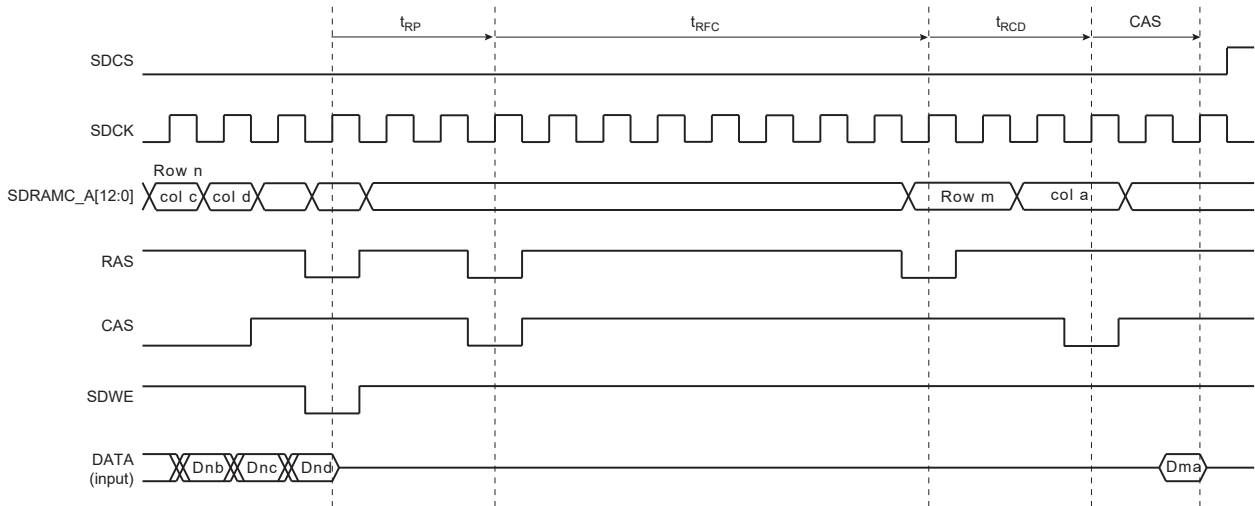 tRP
tRFC
tRCD
CAS
SDCS
SDCK
Row n
SDRAMC_A[12:0]
col c
col d
Row m
col a
RAS
CAS
SDWE
DATA
(input)
Dnb
Dnc
Dnd
Dma